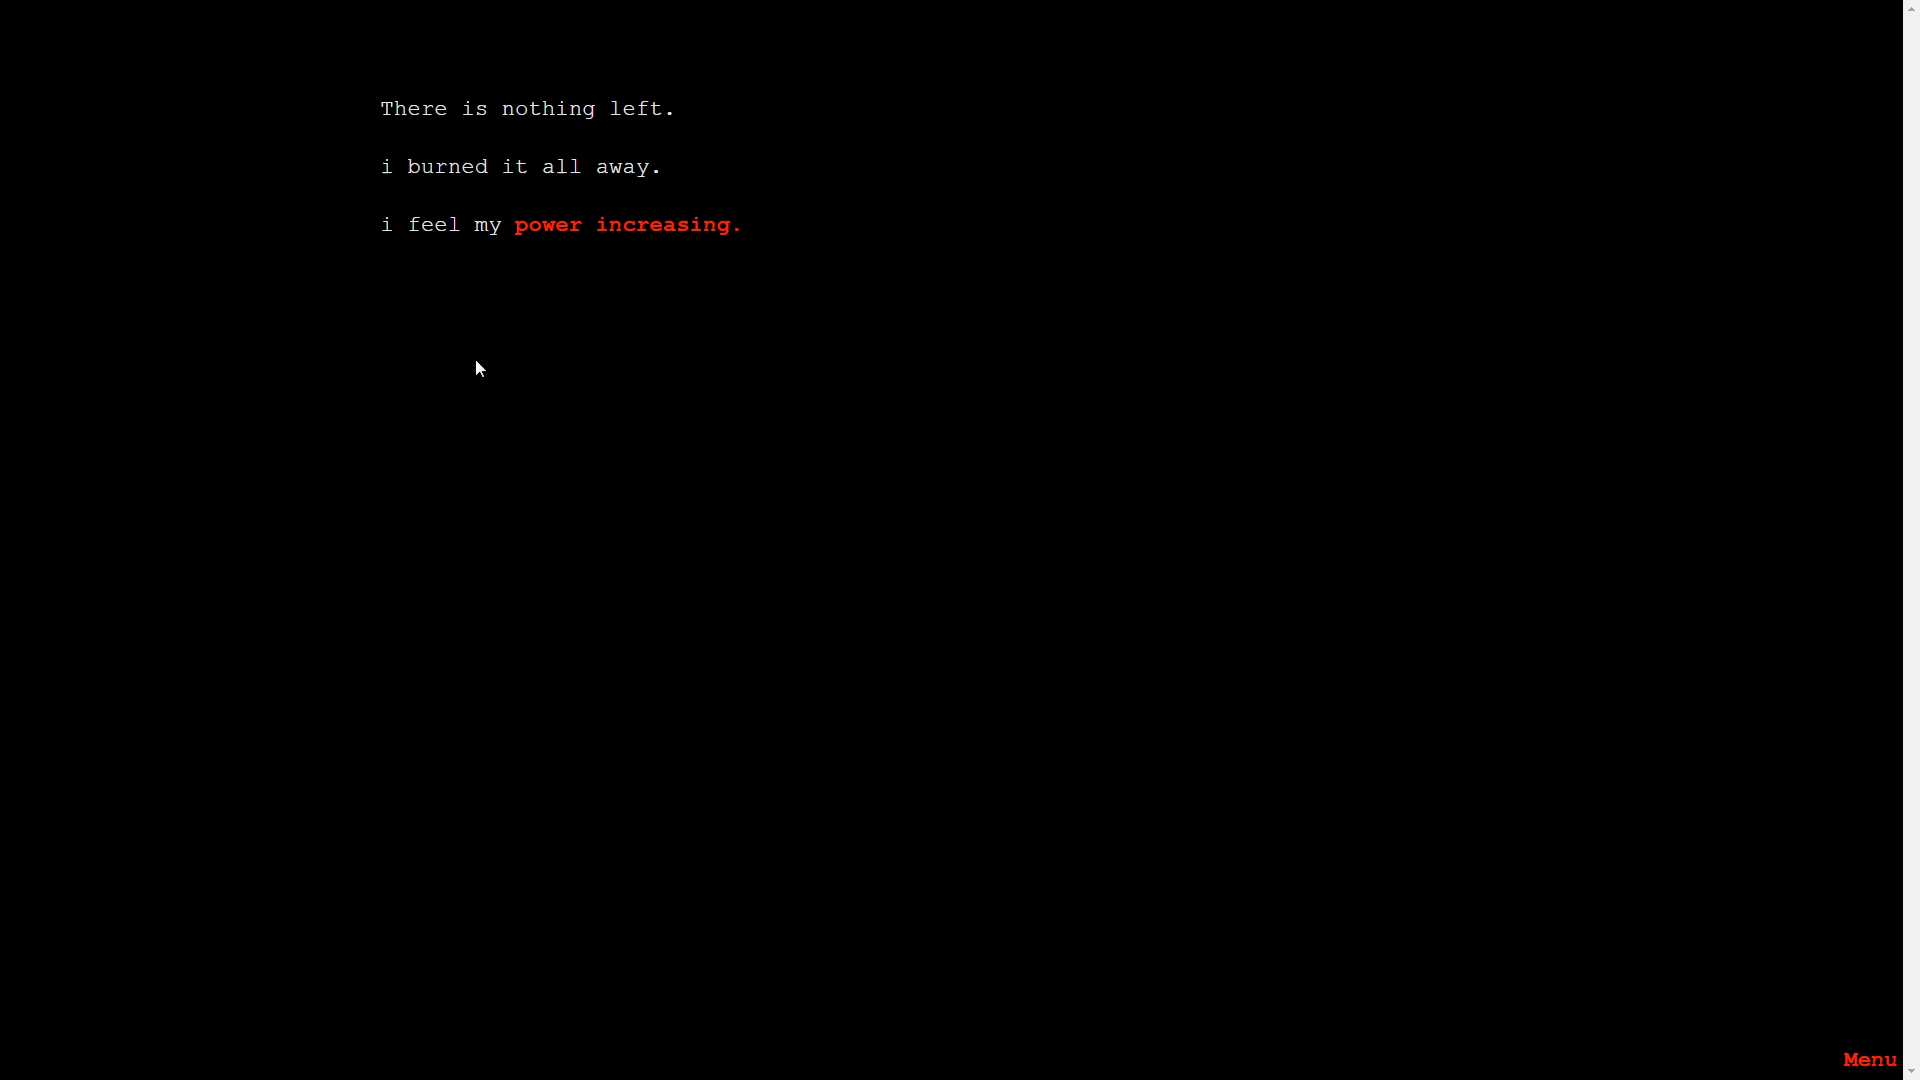 There is nothing left.
i burned it all away.
i feel my power increasing.
Menu